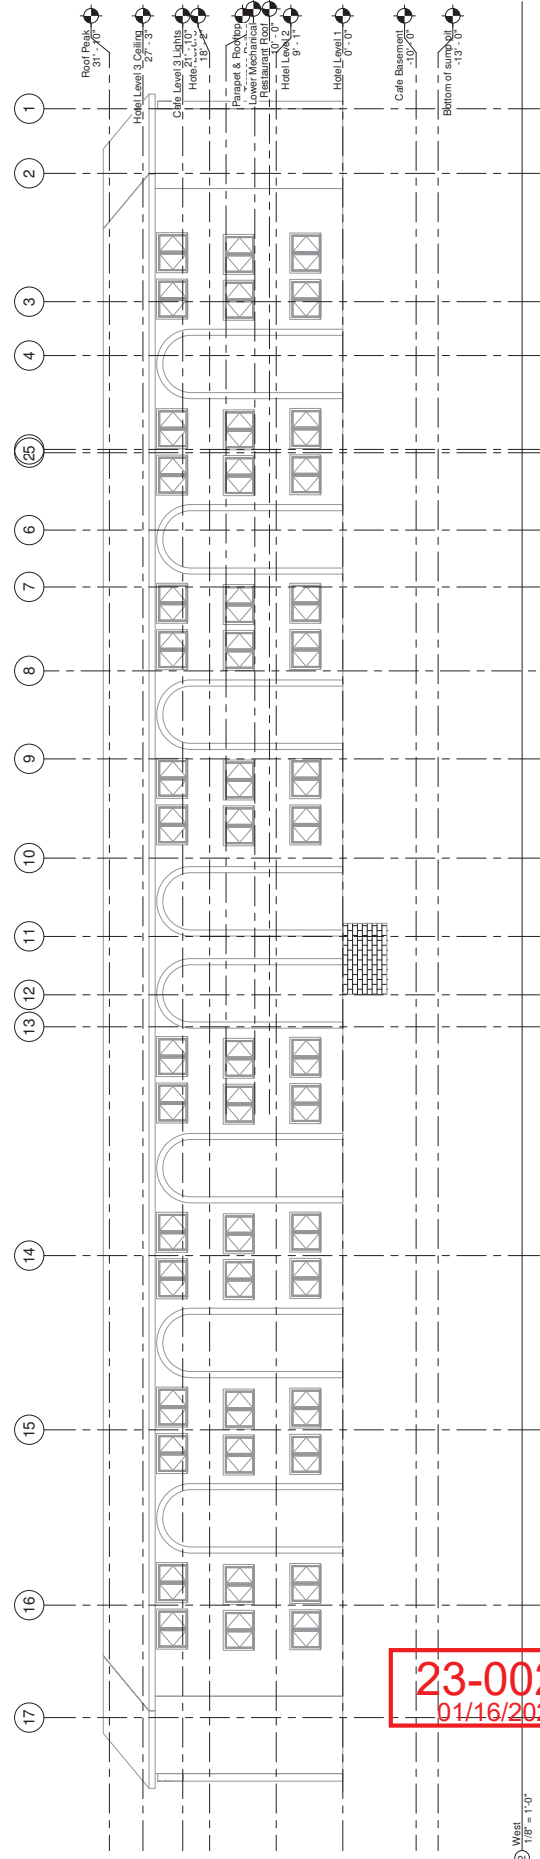 Roof Peak
31' - 0"
Hotel Level 3 Ceiling
27' - 3"
Cafe Level 3 Lights
21' - 10"
18' - 2"
Parapet & Rooftop
Lower Mechanical
Restaurant Roof
10' - 0"
Hotel Level 2
9' - 1"
Hotel Level 1
0' - 0"
Cafe Basement
-10' - 0"
Bottom of sump pit
-13' - 0"
1
2
3
4
25
6
7
8
9
10
11
12
13
14
15
16
17
23-002
01/16/202
West
1/8" = 1'-0"